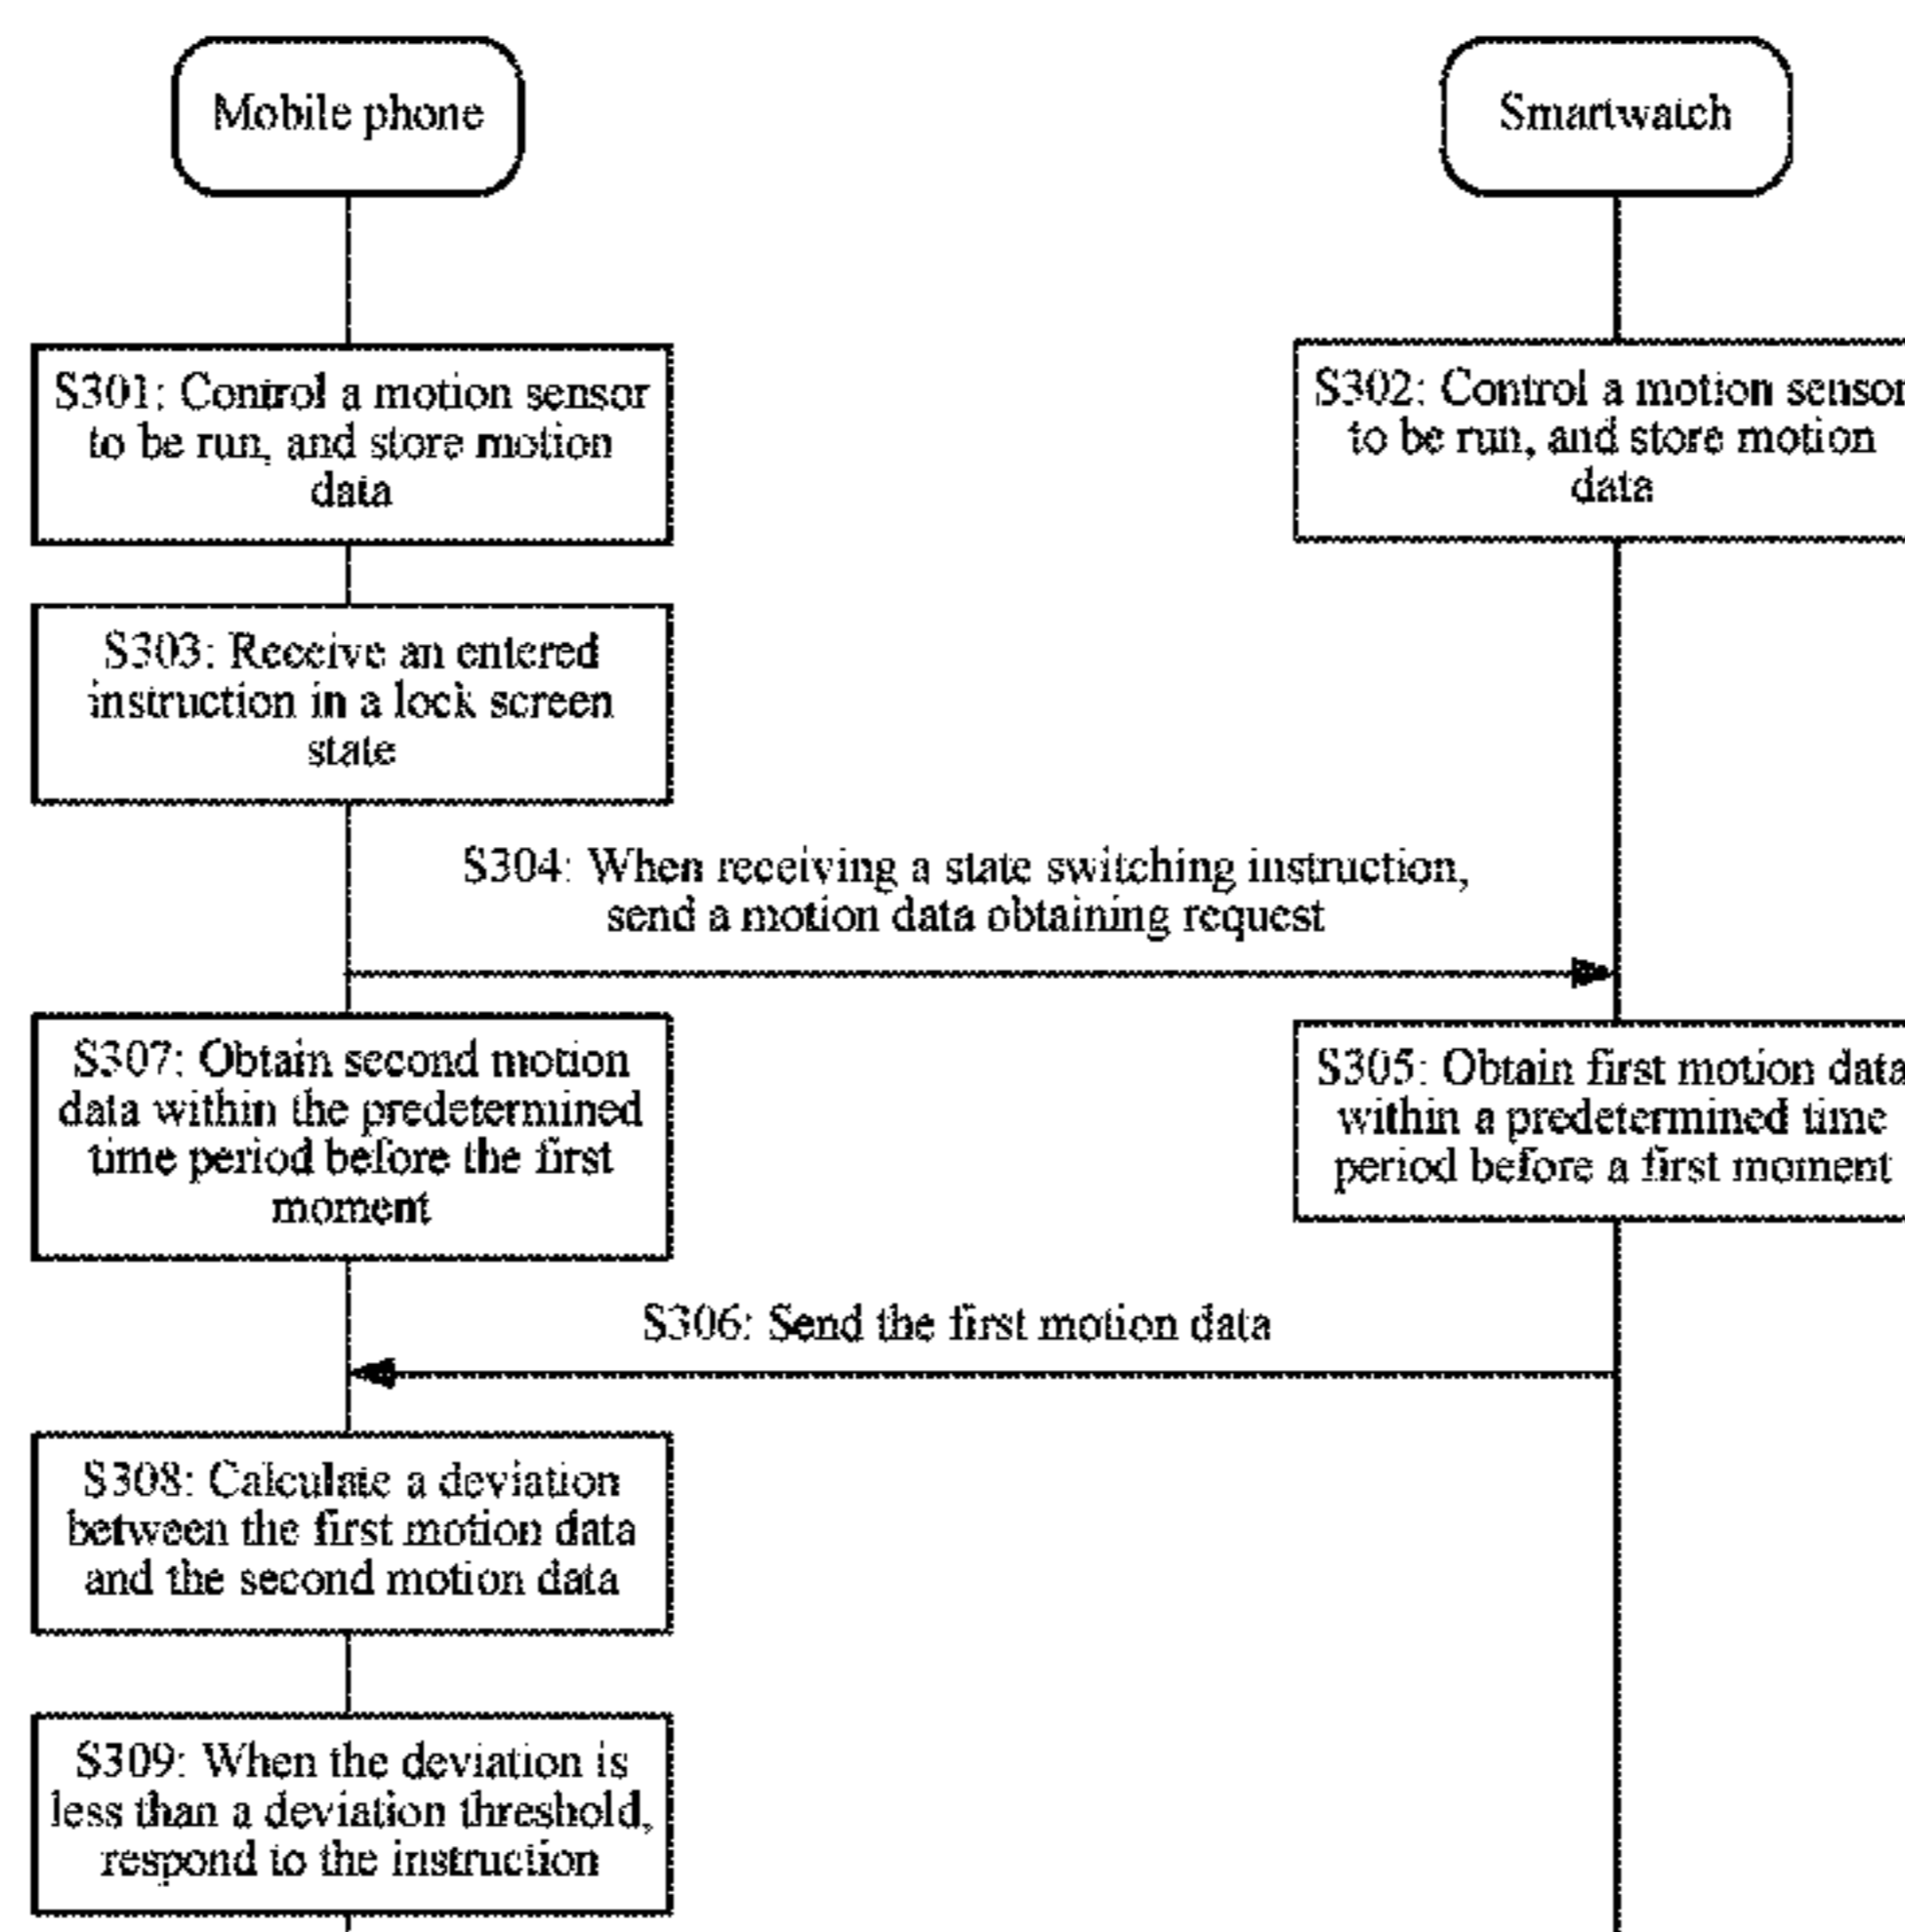 Mobile phone
Smartwatch
S301: Control a motion sensor
to be run, and store motion
data
S302: Control a motion sensor
to be run, and store motion
data
S303: Receive an entered
instruction in a lock screen
state
S304: When receiving a state switching instruction,
send a motion data obtaining request
S307: Obtain second motion
data within the predetermined
time period before the first
moment
S305: Obtain first motion data
within a predetermined time
period before a first moment
S306: Send the first motion data
S308: Calculate a deviation
between the first motion data
and the second motion data
S309: When the deviation is
less than a deviation threshold,
respond to the instruction